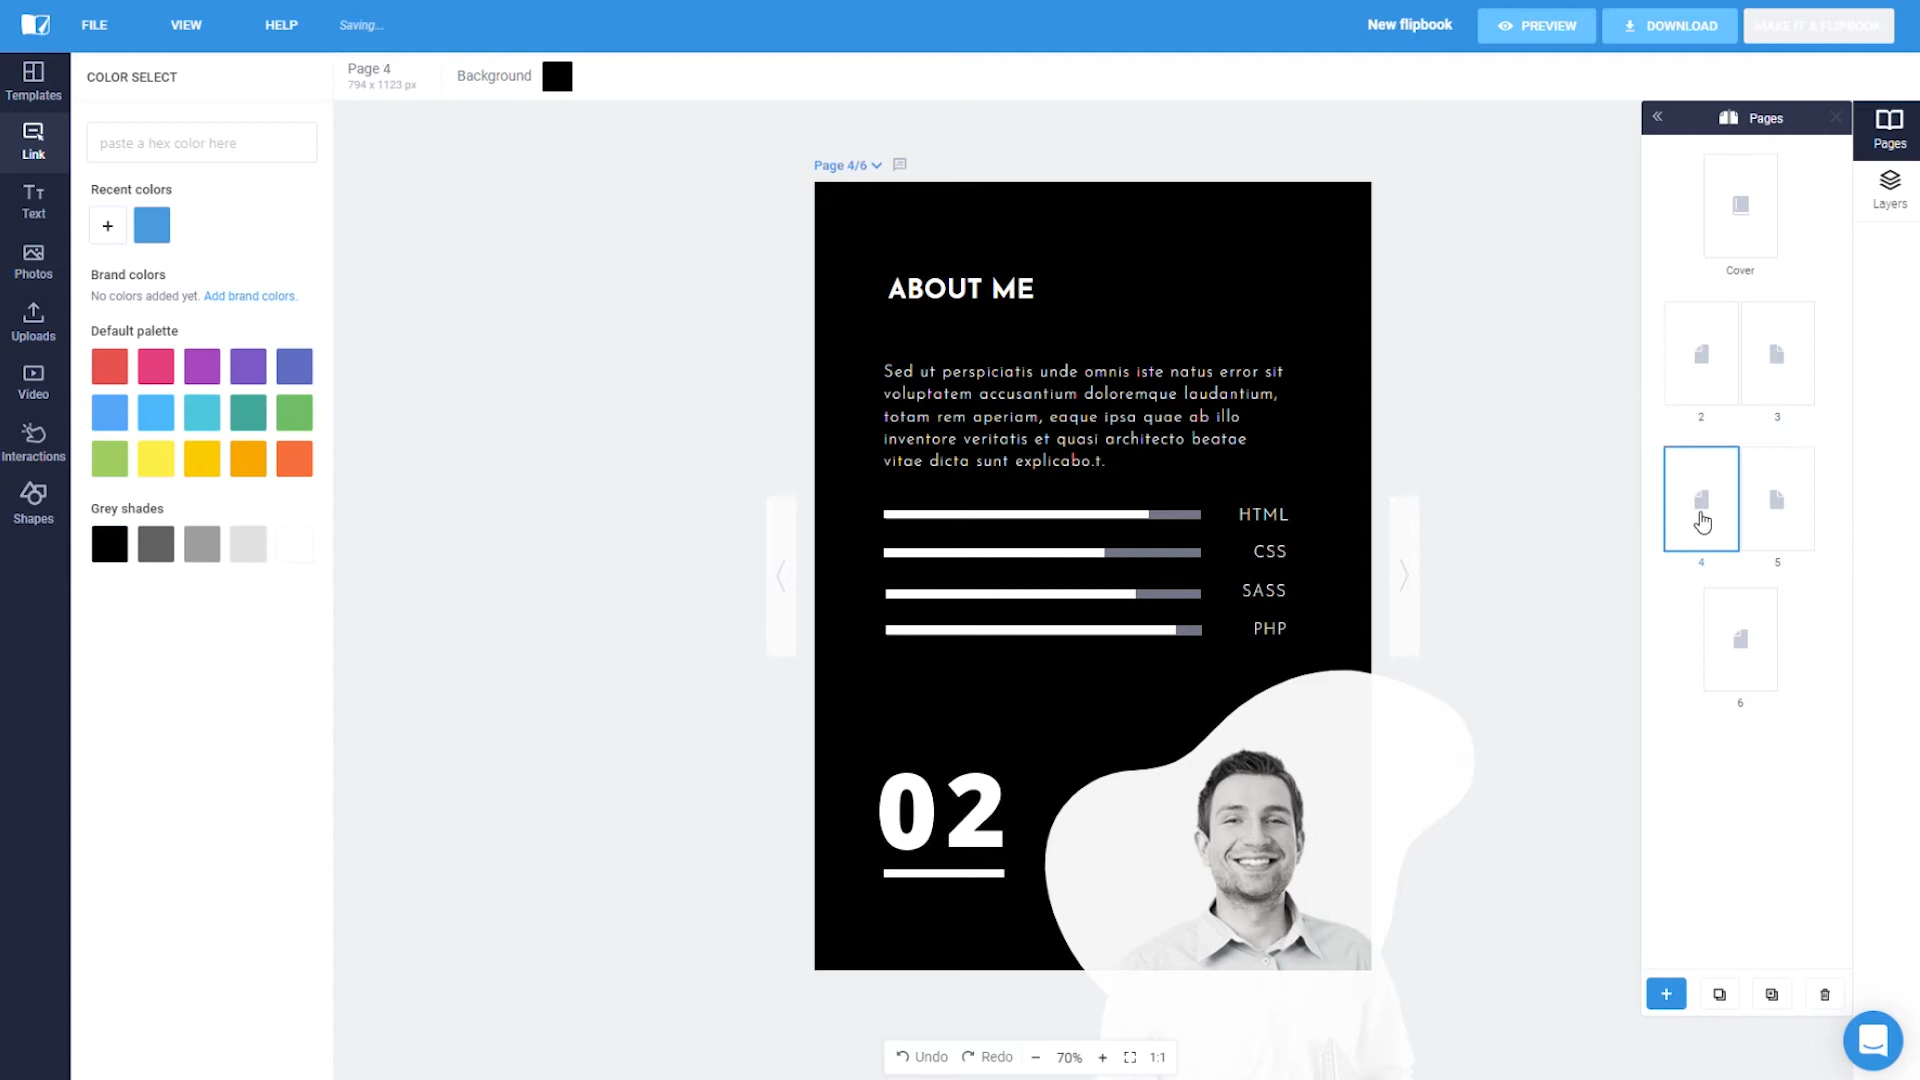 FILE
VIEW
HELP
Saving...
New flipbook
PREVIEW
DOWNLOAD
MAKE IT A FLIPBOOK
Templates
Link
Text
Photos
Uploads
Video
Interactions
Shapes
COLOR SELECT
paste a hex color here
Recent colors
+
Brand colors
No colors added yet. Add brand colors.
Default palette
Grey shades
Page 4
794 x 1123 px
Background
Page 4/6
ABOUT ME
Sed ut perspiciatis unde omnis iste natus error sit
voluptatem accusantium doloremque laudantium,
totam rem aperiam, eaque ipsa quae ab illo
inventore veritatis et quasi architecto beatae
vitae dicta sunt explicabo.t.
HTML
CSS
SASS
PHP
02
Undo
Redo
−
70%
+
1:1
Pages
Cover
2
3
4
5
6
+
Pages
Layers